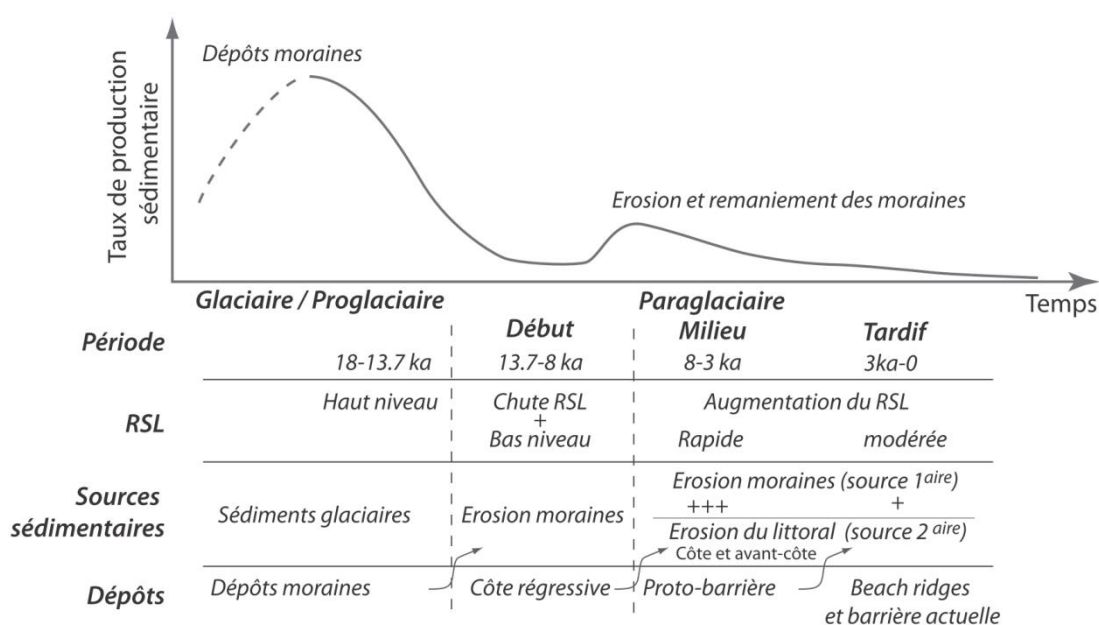 Dépôts moraines
Taux de production
sédimentaire
Erosion et remaniement des moraines
Temps
Glaciaire / Proglaciaire
Paraglaciaire
Période
Début
Milieu
Tardif
18-13.7 ka
13.7-8 ka
8-3 ka
3ka-0
RSL
Haut niveau
Chute RSL
+
Bas niveau
Augmentation du RSL
Rapide
modérée
Sources
sédimentaires
Sédiments glaciaires
Erosion moraines
Erosion moraines (source 1aire)
+++
+
Erosion du littoral (source 2 aire)
Côte et avant-côte
Dépôts
Dépôts moraines
Côte régressive
Proto-barrière
Beach ridges
et barrière actuelle